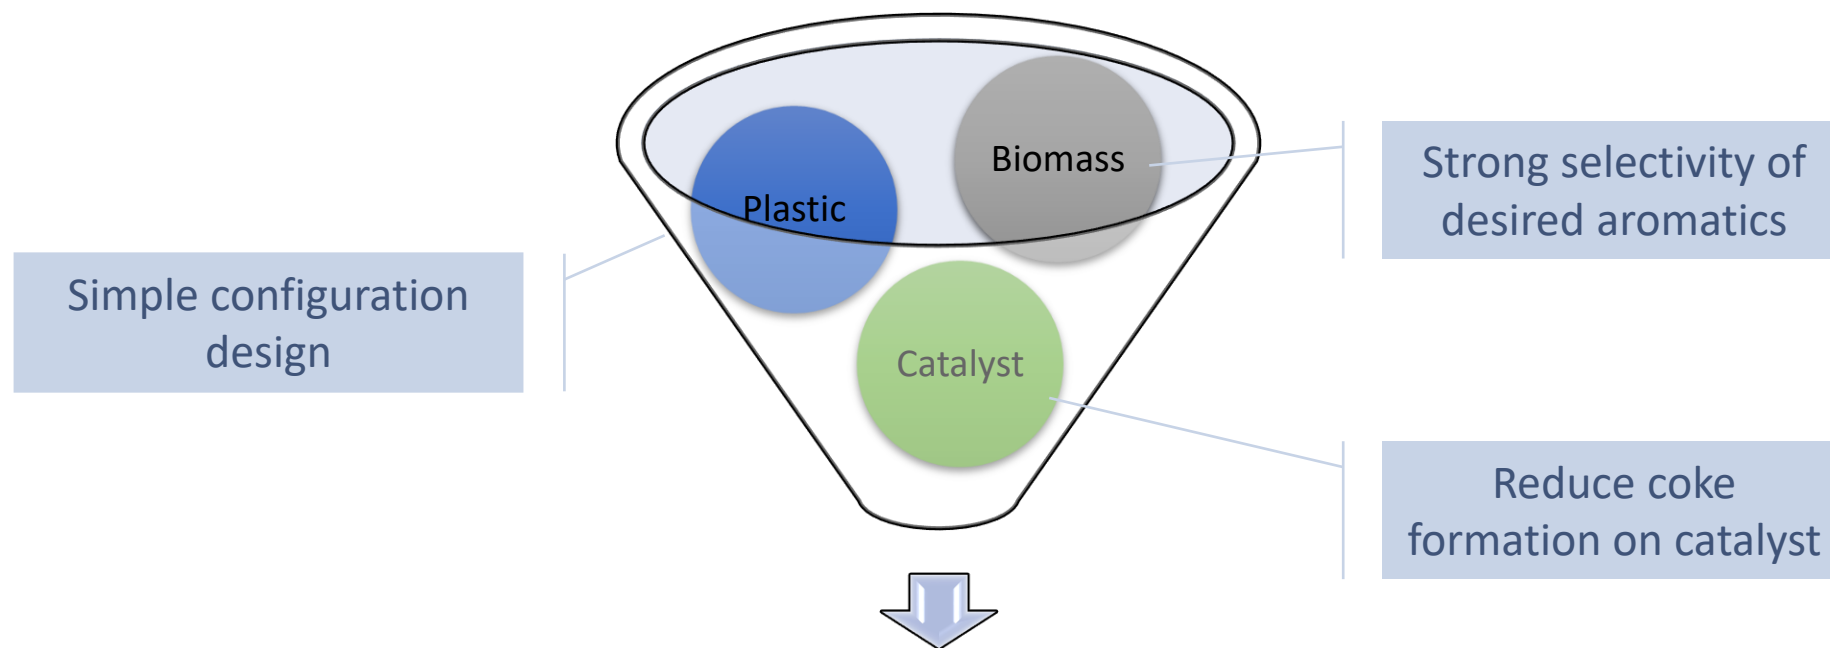 Biomass
Plastic
Catalyst
Simple configuration
design
Strong selectivity of
desired aromatics
Reduce coke
formation on catalyst